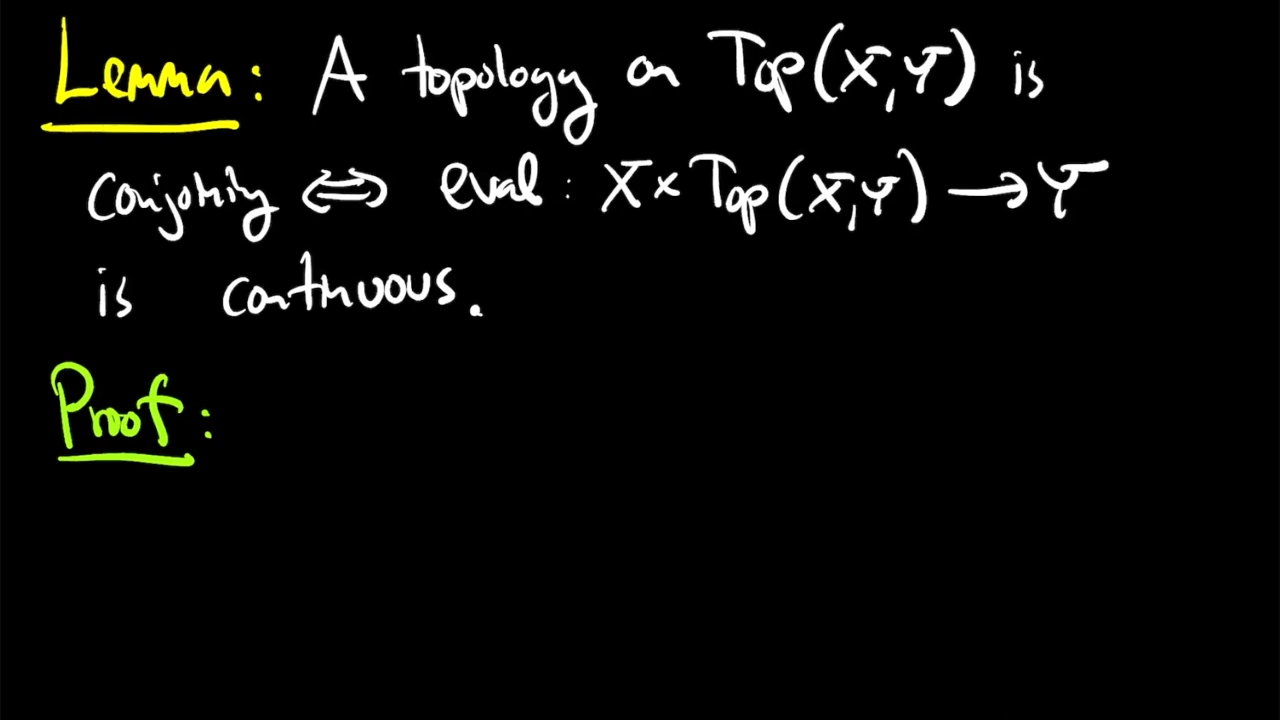 Lemma: A topology on Top(X,Y) is
conjoining ⇔ eval: X × Top(X,Y) → Y
is continuous.
Proof: